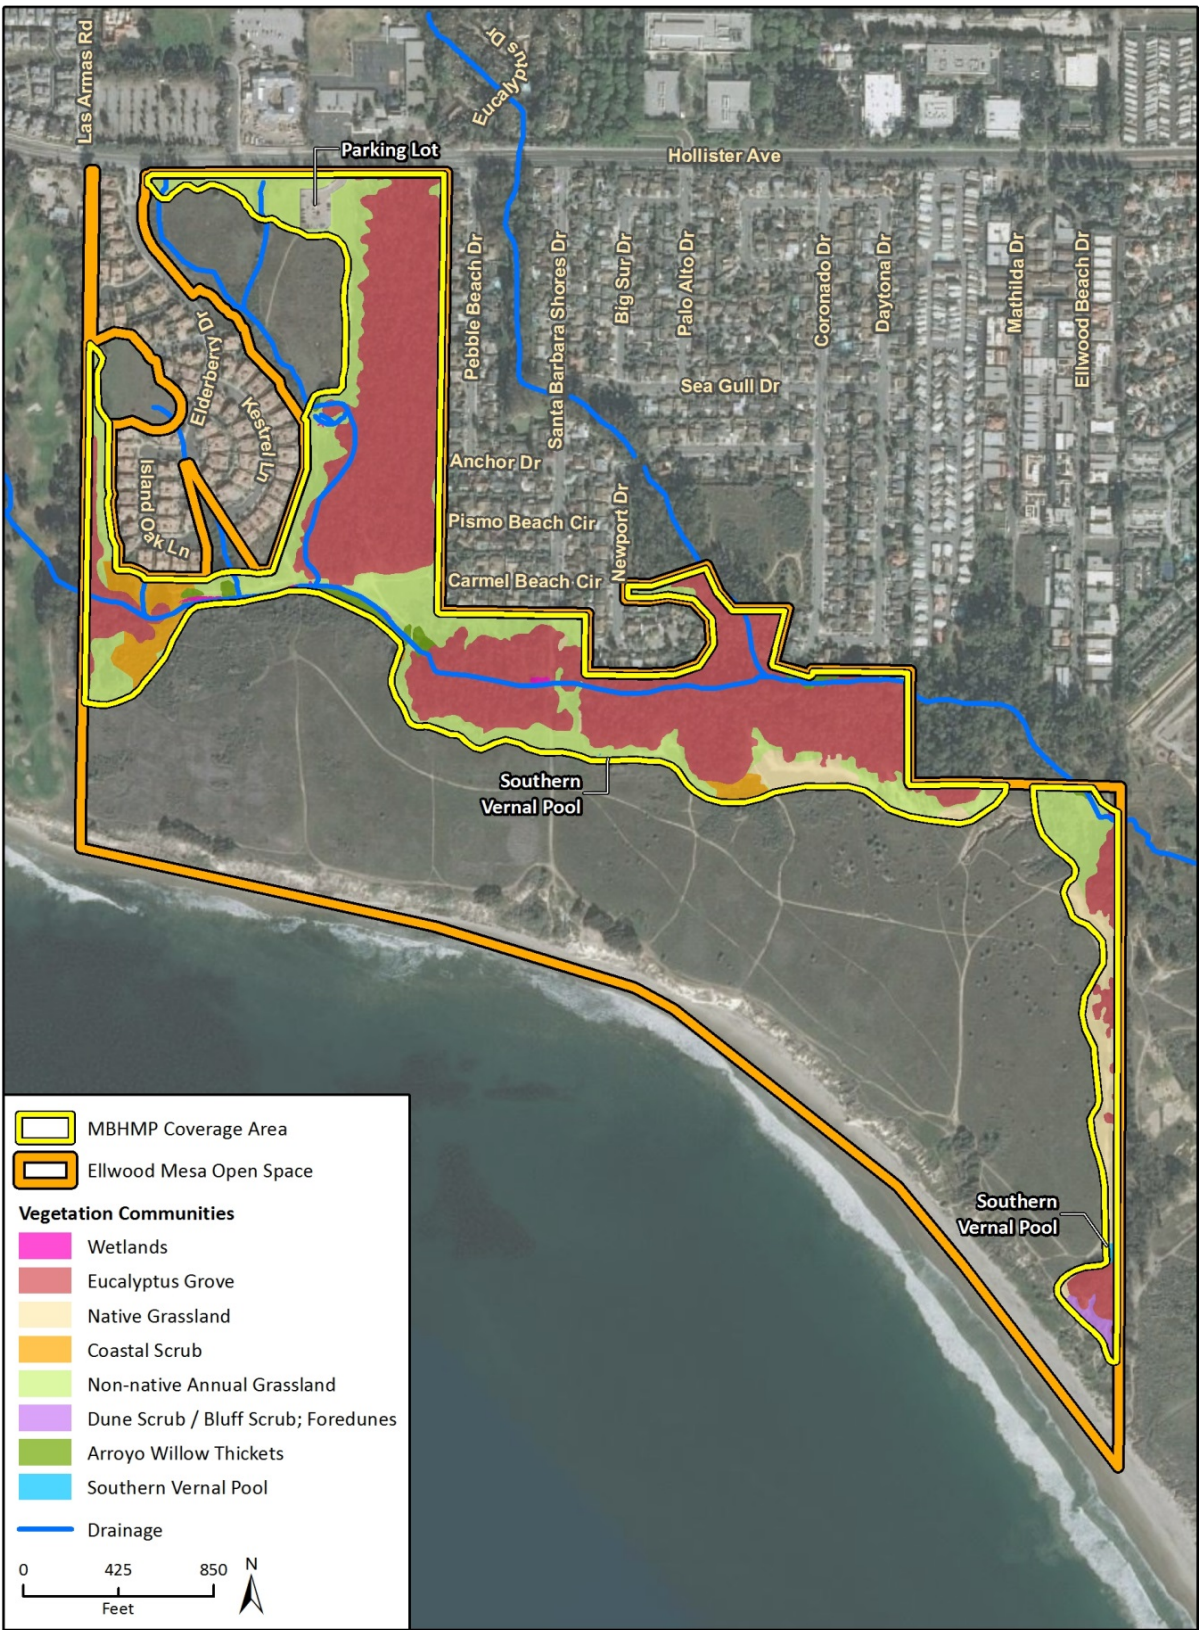 Las Armas Rd
Eucalyptus Dr
Parking Lot
Hollister Ave
Pebble Beach Dr
Santa Barbara Shores Dr
Big Sur Dr
Palo Alto Dr
Coronado Dr
Daytona Dr
Mathilda Dr
Ellwood Beach Dr
Elderberry Dr
Kestrel Ln
Sea Gull Dr
Island Oak Ln
Anchor Dr
Pismo Beach Cir
Newport Dr
Carmel Beach Cir
Southern
Vernal Pool
Southern
Vernal Pool
MBHMP Coverage Area
Ellwood Mesa Open Space
Vegetation Communities
Wetlands
Eucalyptus Grove
Native Grassland
Coastal Scrub
Non-native Annual Grassland
Dune Scrub / Bluff Scrub; Foredunes
Arroyo Willow Thickets
Southern Vernal Pool
Drainage
0 425 850
Feet
N